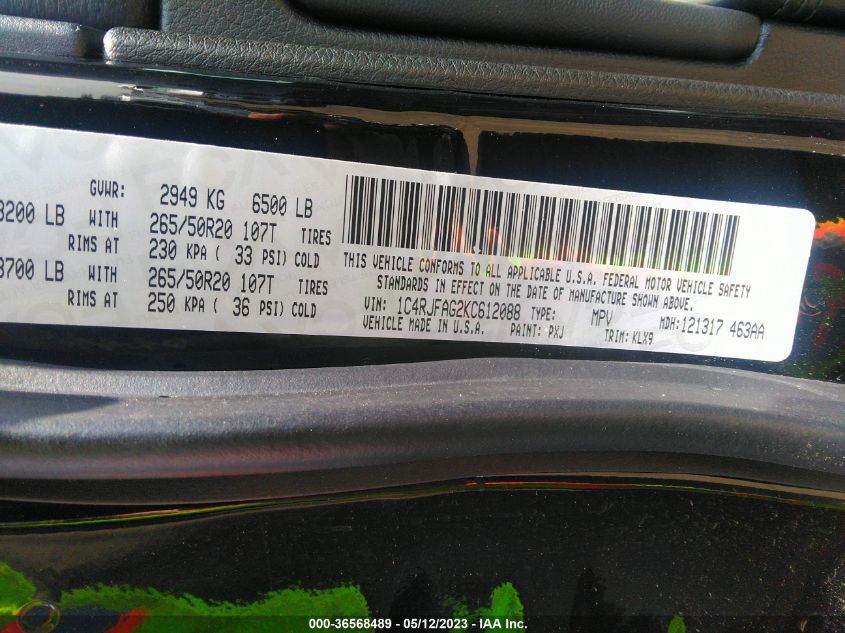 GVWR: 2949 KG 6500 LB
3200 LB WITH 265/50R20 107T TIRES
RIMS AT 230 KPA ( 33 PSI) COLD
3700 LB WITH 265/50R20 107T TIRES
RIMS AT 250 KPA ( 36 PSI) COLD
THIS VEHICLE CONFORMS TO ALL APPLICABLE U.S.A. FEDERAL MOTOR VEHICLE SAFETY
STANDARDS IN EFFECT ON THE DATE OF MANUFACTURE SHOWN ABOVE.
VIN: 1C4RJFAG2KC612088 TYPE: MPV MDH:121317 463AA
VEHICLE MADE IN U.S.A. PAINT: PXJ TRIM: KLX9
000-36568489 - 05/12/2023 - IAA Inc.